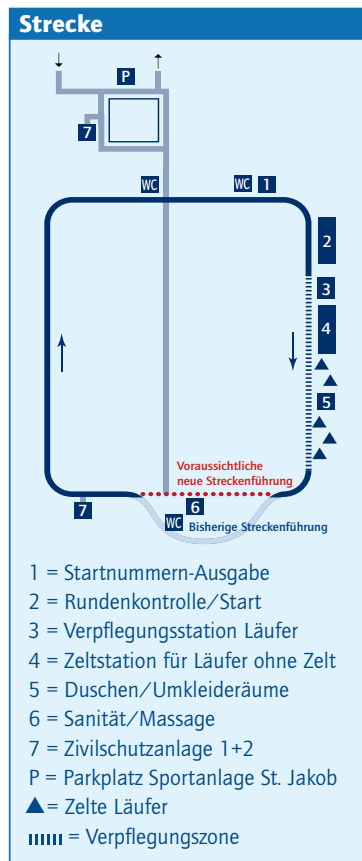 Strecke
P
7
WC
WC 1
2
3
4
5
Voraussichtliche
neue Streckenführung
6
7
WC Bisherige Streckenführung
1 = Startnummern-Ausgabe
2 = Rundenkontrolle/Start
3 = Verpflegungsstation Läufer
4 = Zeltstation für Läufer ohne Zelt
5 = Duschen/Umkleideräume
6 = Sanität/Massage
7 = Zivilschutzanlage 1+2
P = Parkplatz Sportanlage St. Jakob
= Zelte Läufer
= Verpflegungszone